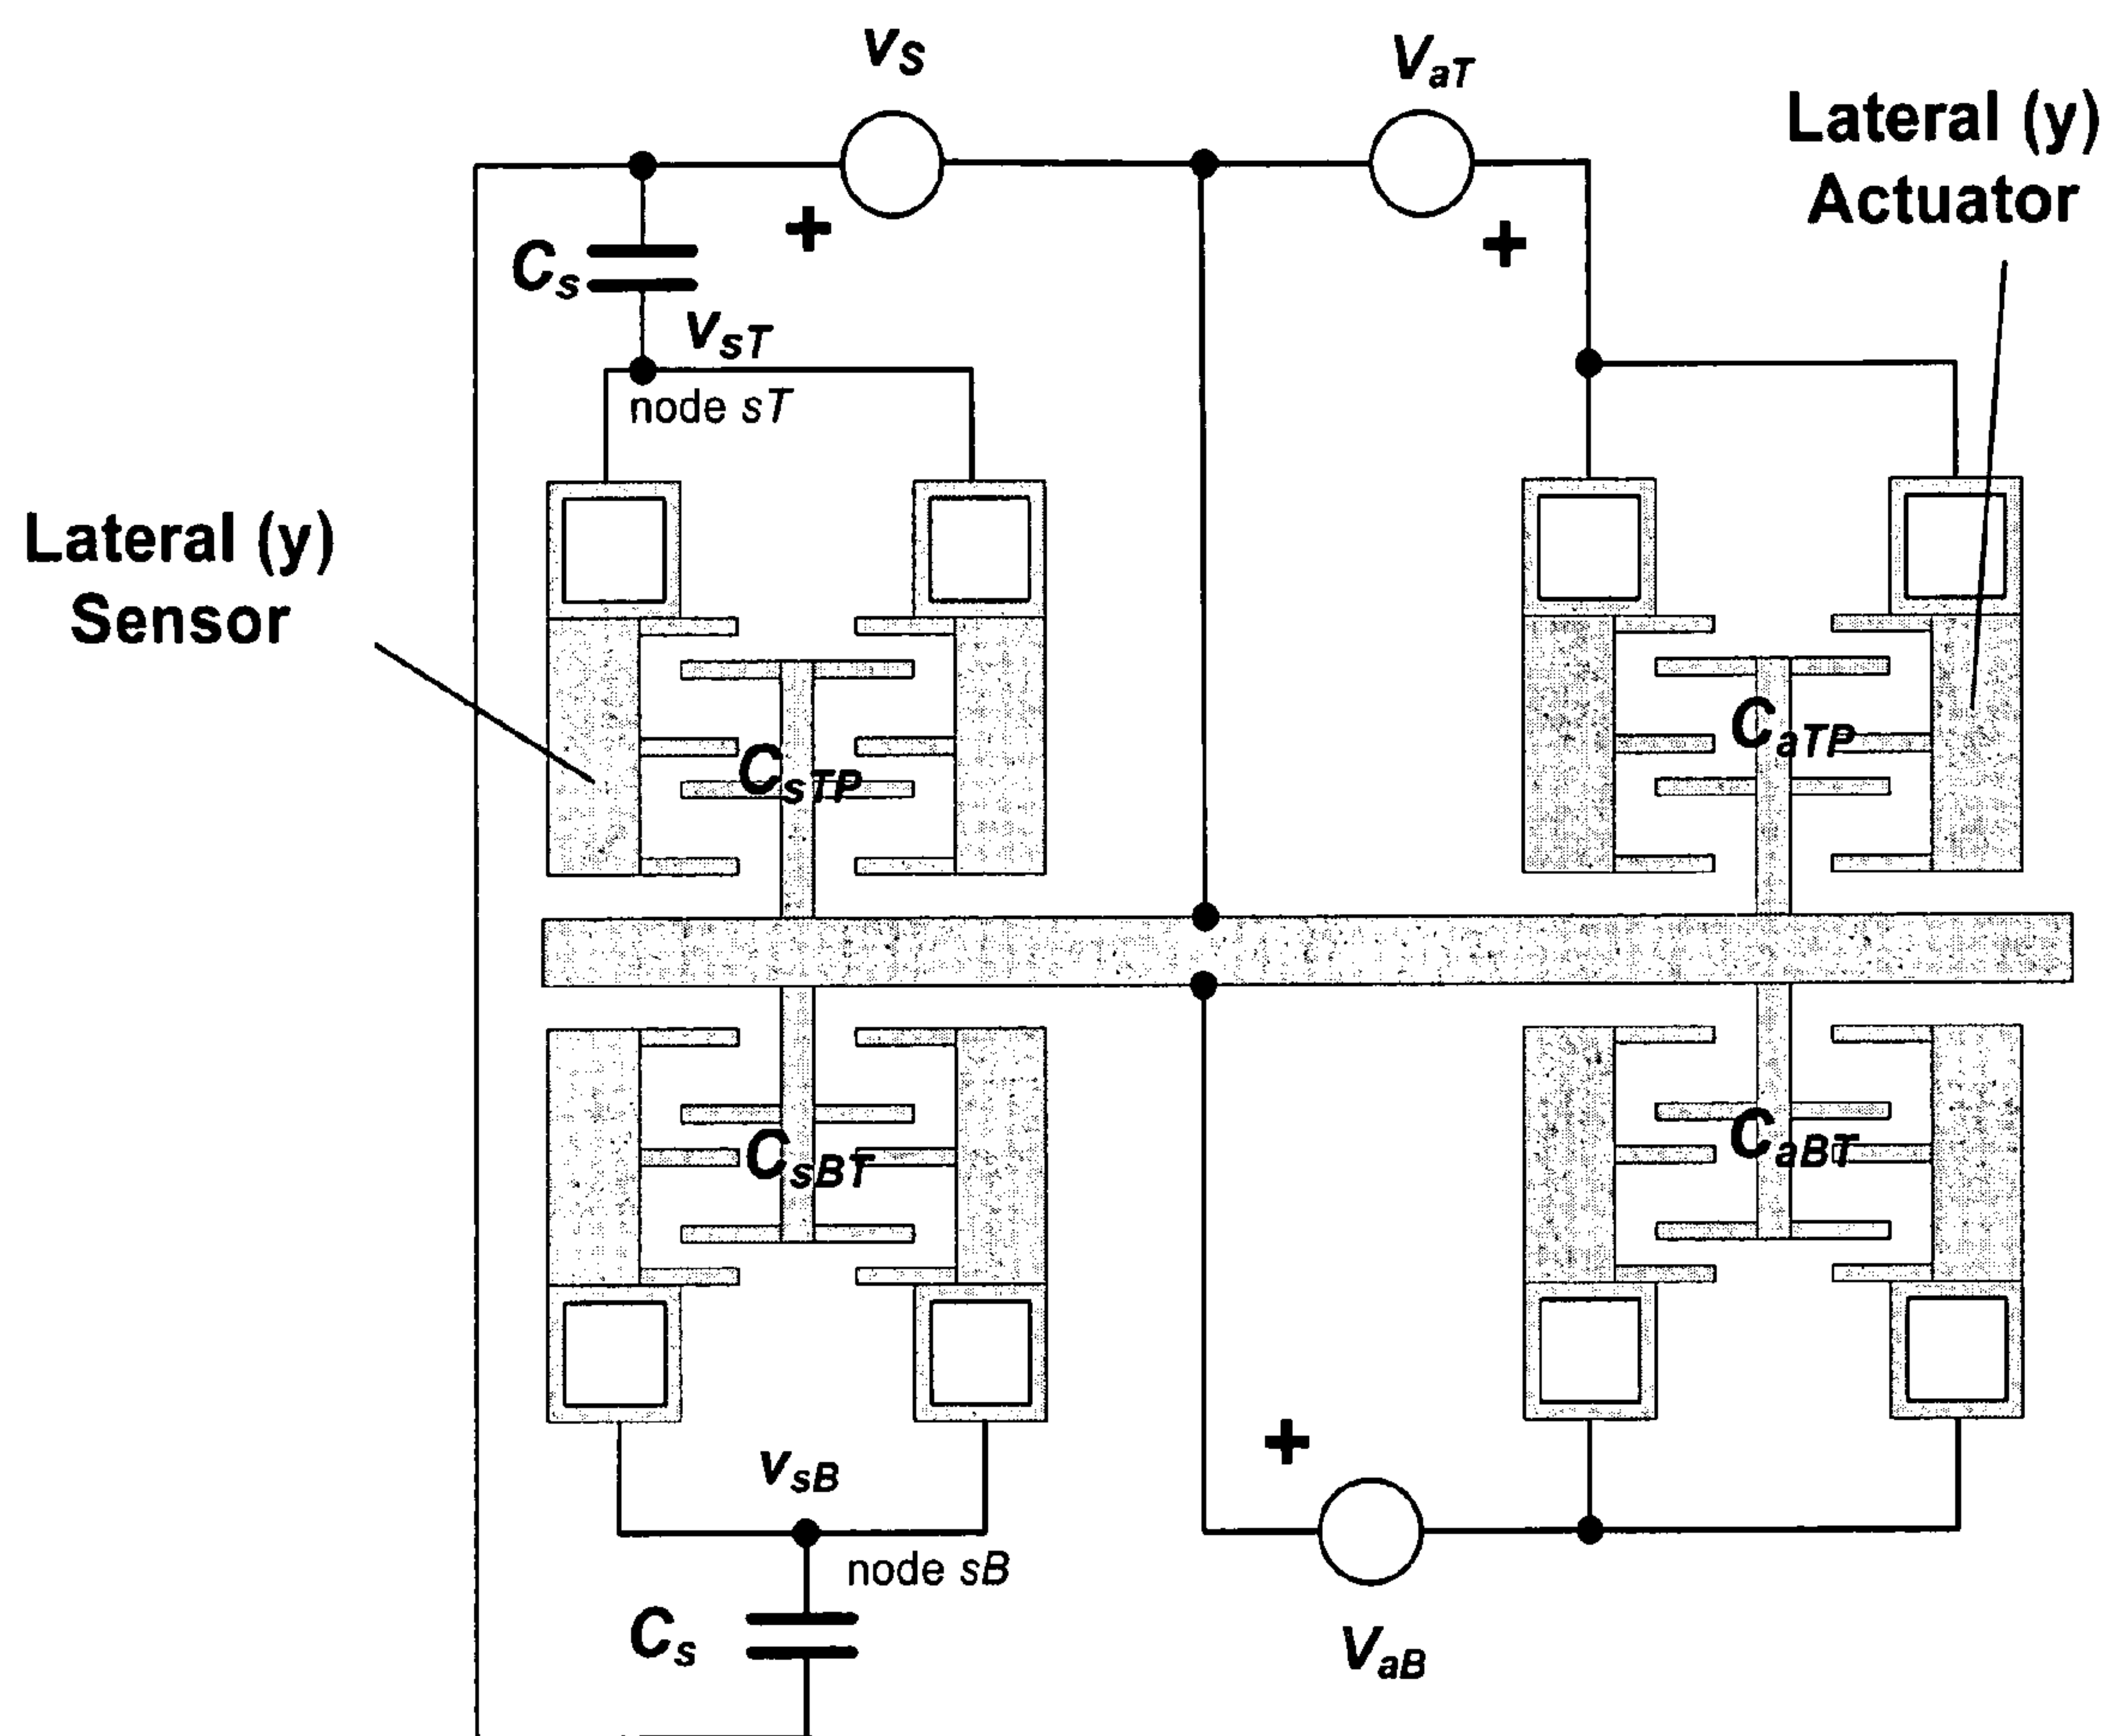 vS
VaT
Lateral (y)
Actuator
+
+
Cs
vsT
node sT
Lateral (y)
Sensor
CsTP
CaTP
CsBT
CaBT
+
vsB
node sB
Cs
VaB